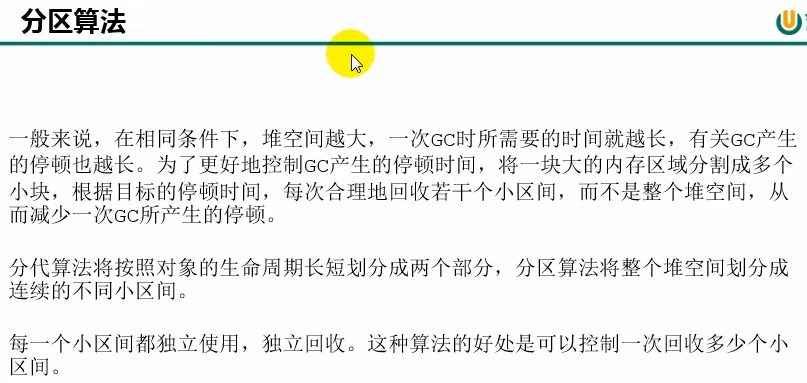 分区算法
一般来说，在相同条件下，堆空间越大，一次GC时所需要的时间就越长，有关GC产生
的停顿也越长。为了更好地控制GC产生的停顿时间，将一块大的内存区域分割成多个
小块，根据目标的停顿时间，每次合理地回收若干个小区间，而不是整个堆空间，从
而减少一次GC所产生的停顿。
分代算法将按照对象的生命周期长短划分成两个部分，分区算法将整个堆空间划分成
连续的不同小区间。
每一个小区间都独立使用，独立回收。这种算法的好处是可以控制一次回收多少个小
区间。